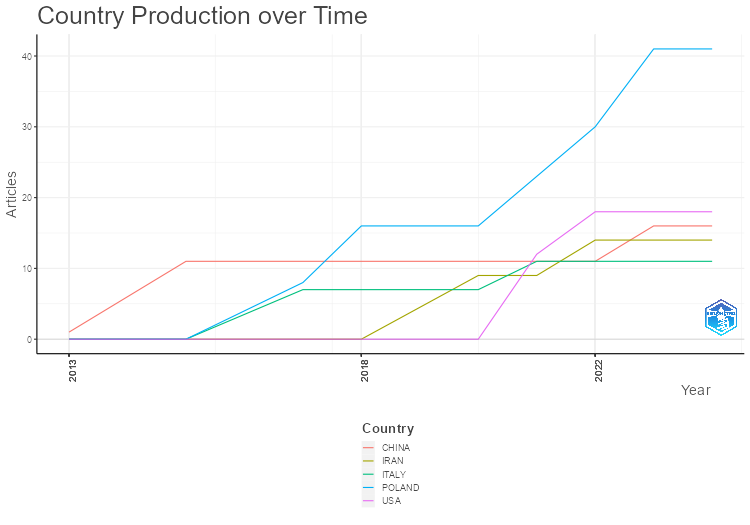 Country Production over Time
Articles
40
30
20
10
0
2013
2018
2022
Year
Country
CHINA
IRAN
ITALY
POLAND
USA